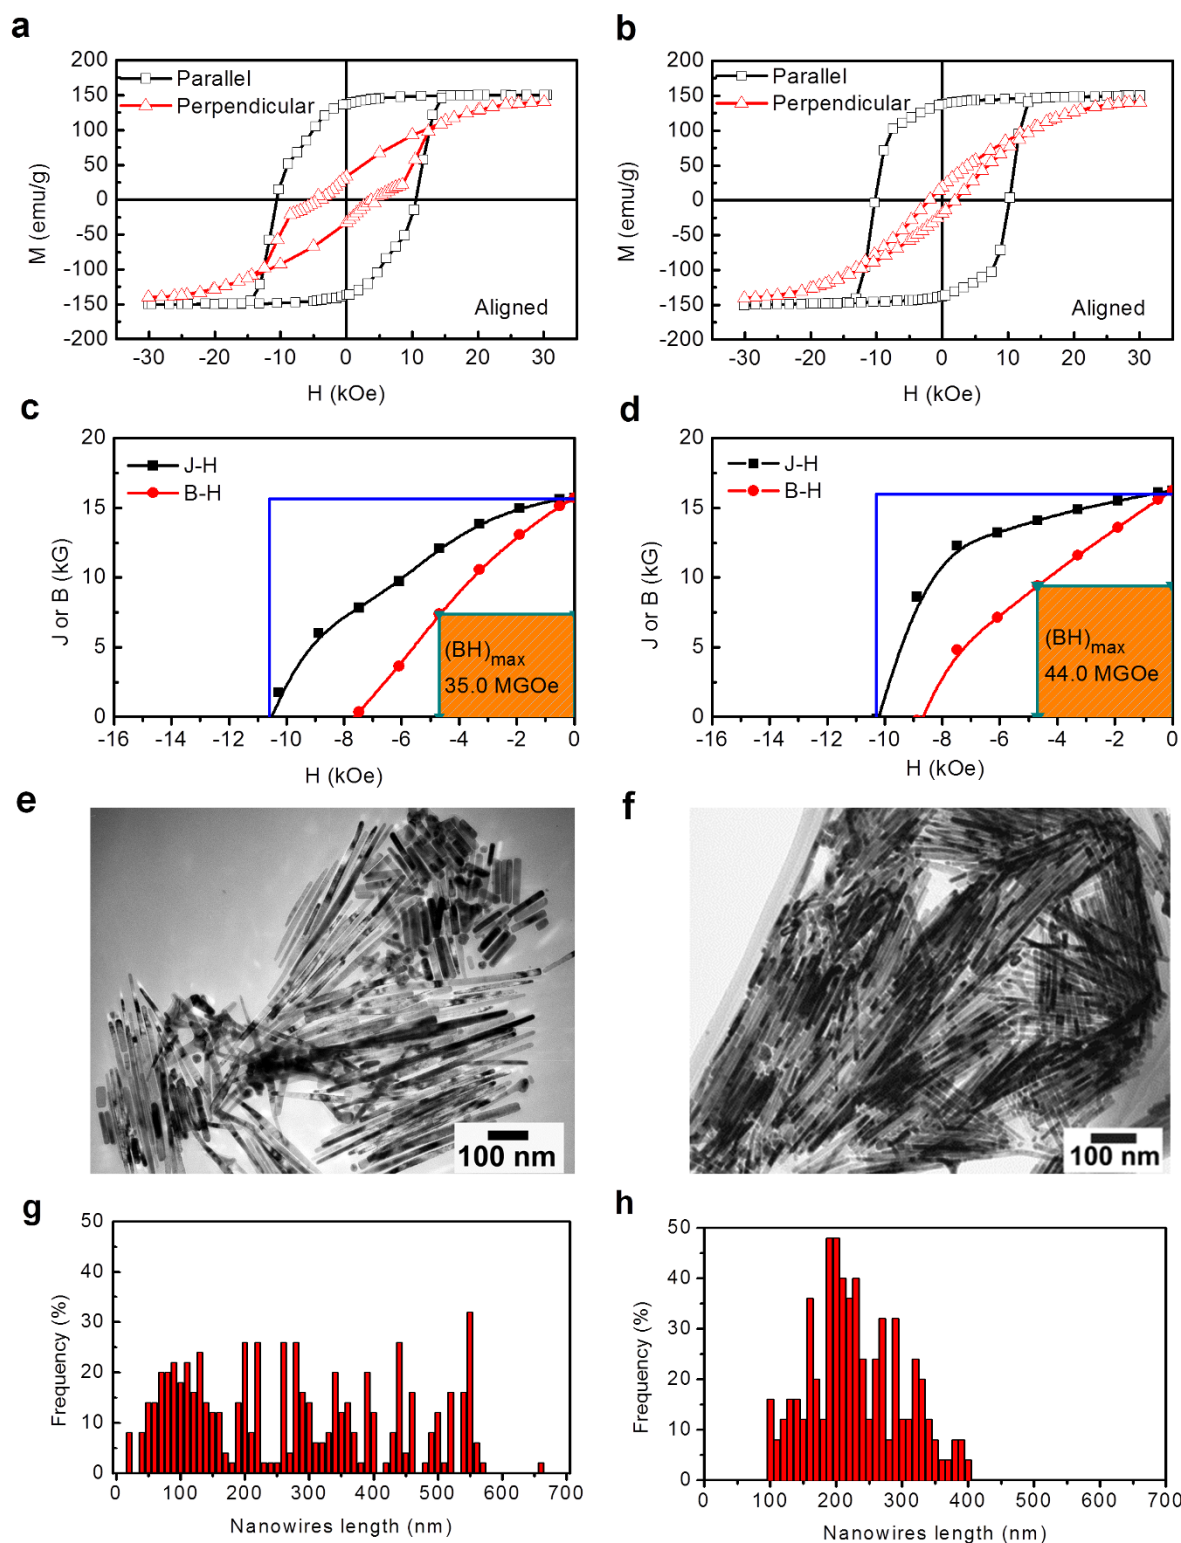 a
200
150
100
50
0
-50
-100
-150
-200
M (emu/g)
Parallel
Perpendicular
Aligned
-30 -20 -10 0 10 20 30
H (kOe)
b
200
150
100
50
0
-50
-100
-150
-200
M (emu/g)
Parallel
Perpendicular
Aligned
-30 -20 -10 0 10 20 30
H (kOe)
c
20
15
10
5
0
J or B (kG)
J-H
B-H
(BH)max
35.0 MGOe
-16 -14 -12 -10 -8 -6 -4 -2 0
H (kOe)
d
20
15
10
5
0
J or B (kG)
J-H
B-H
(BH)max
44.0 MGOe
-16 -14 -12 -10 -8 -6 -4 -2 0
H (kOe)
e
100 nm
f
100 nm
g
50
40
30
20
10
0
Frequency (%)
0 100 200 300 400 500 600 700
Nanowires length (nm)
h
50
40
30
20
10
0
Frequency (%)
0 100 200 300 400 500 600 700
Nanowires length (nm)